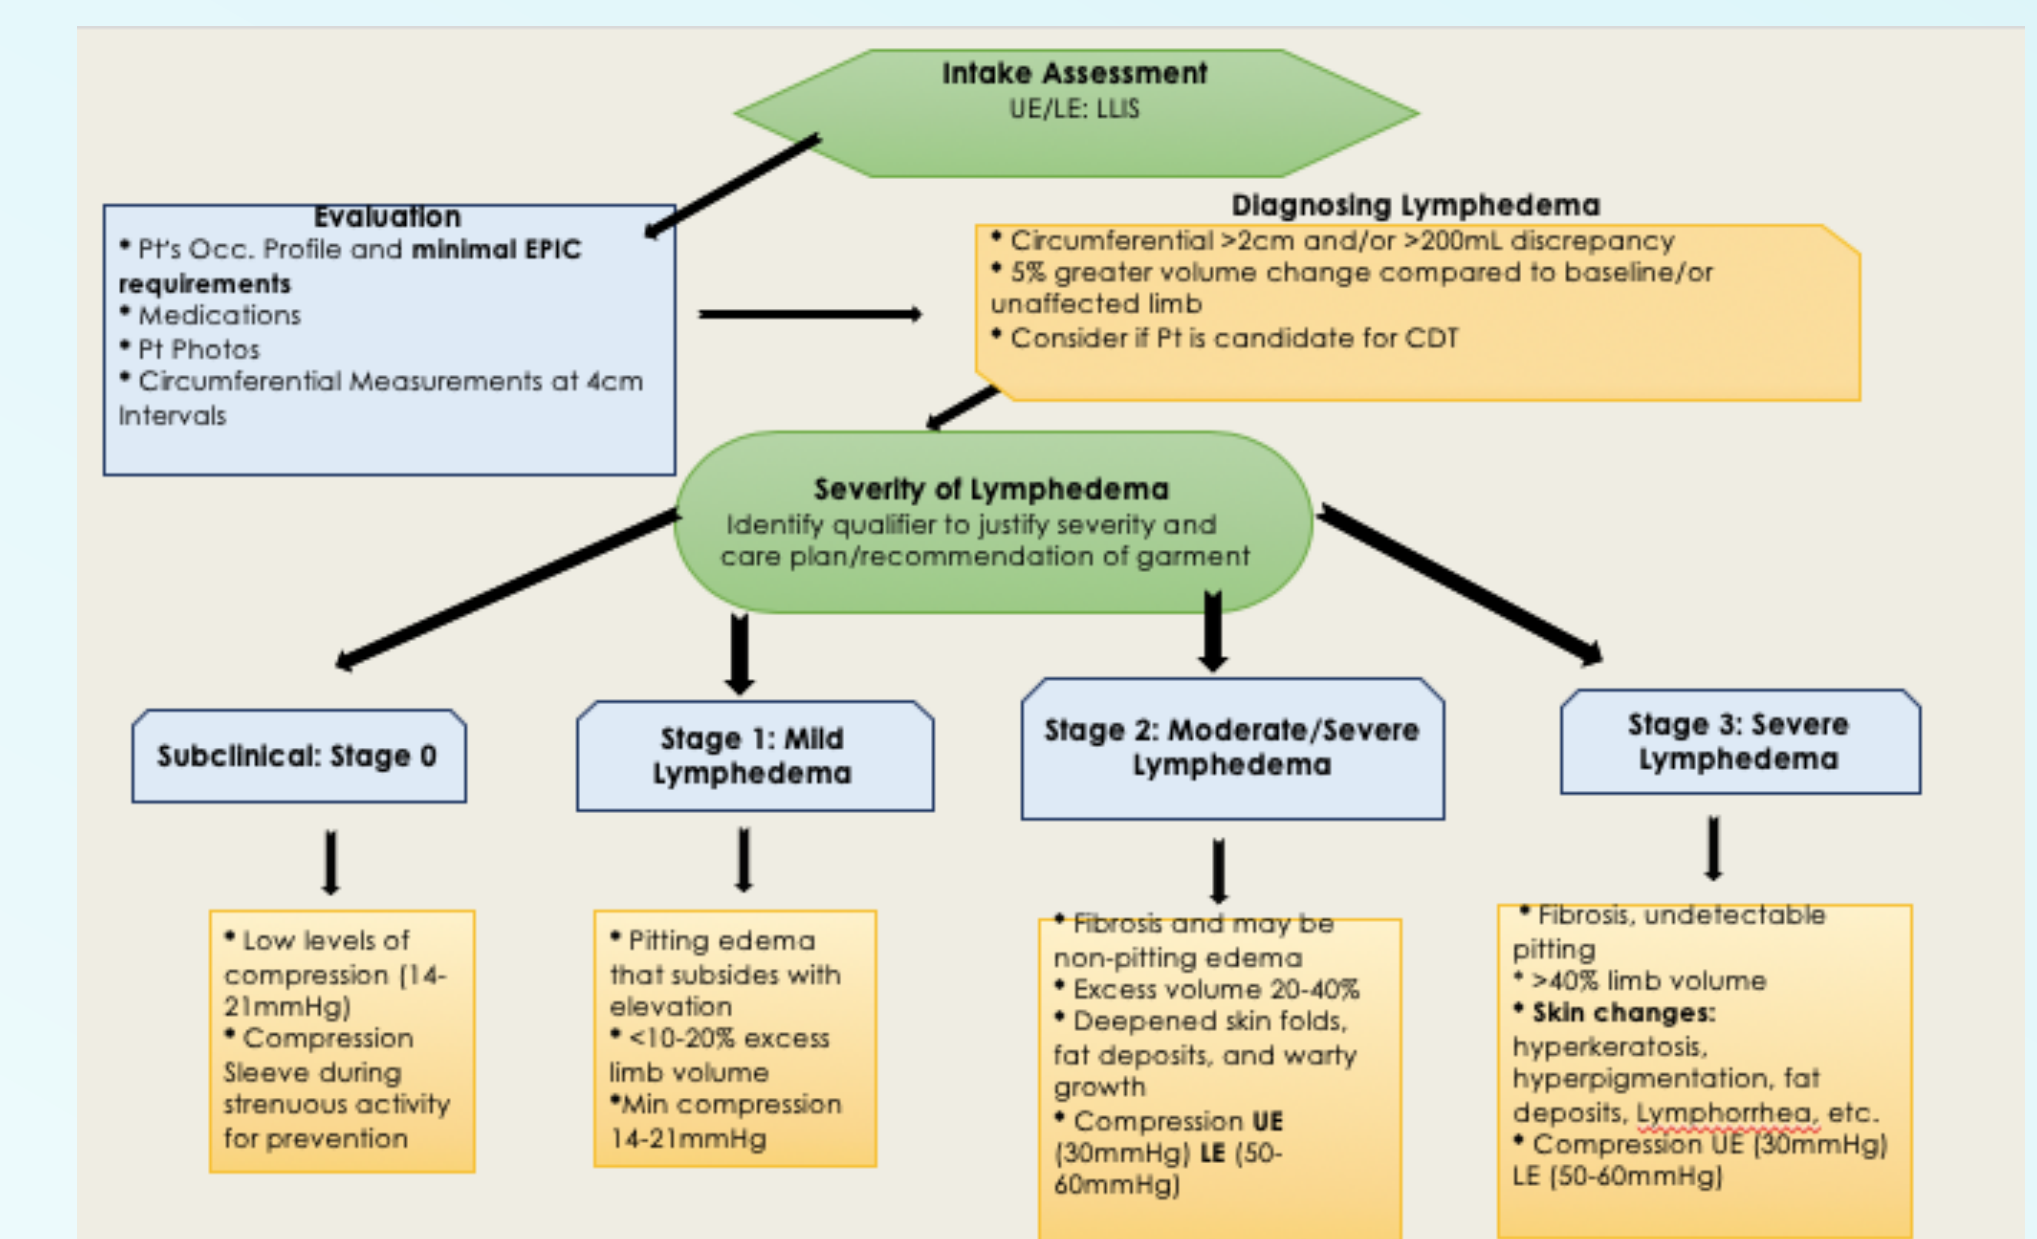 Intake Assessment
UE/LE: LLIS
Evaluation
* Pt's Occ. Profile and minimal EPIC
requirements
* Medications
* Pt Photos
* Circumferential Measurements at 4cm
Intervals
Diagnosing Lymphedema
* Circumferential >2cm and/or >200mL discrepancy
* 5% greater volume change compared to baseline/or
unaffected limb
* Consider if Pt is candidate for CDT
Severity of Lymphedema
Identify qualifier to justify severity and
care plan/recommendation of garment
Subclinical: Stage 0
* Low levels of
compression (14-
21mmHg)
* Compression
Sleeve during
strenuous activity
for prevention
Stage 1: Mild
Lymphedema
* Pitting edema
that subsides with
elevation
* <10-20% excess
limb volume
*Min compression
14-21mmHg
Stage 2: Moderate/Severe
Lymphedema
* Fibrosis and may be
non-pitting edema
* Excess volume 20-40%
* Deepened skin folds,
fat deposits, and warty
growth
* Compression UE
(30mmHg) LE (50-
60mmHg)
Stage 3: Severe
Lymphedema
* Fibrosis, undetectable
pitting
* >40% limb volume
* Skin changes:
hyperkeratosis,
hyperpigmentation, fat
deposits, Lymphorrhea, etc.
* Compression UE (30mmHg)
LE (50-60mmHg)